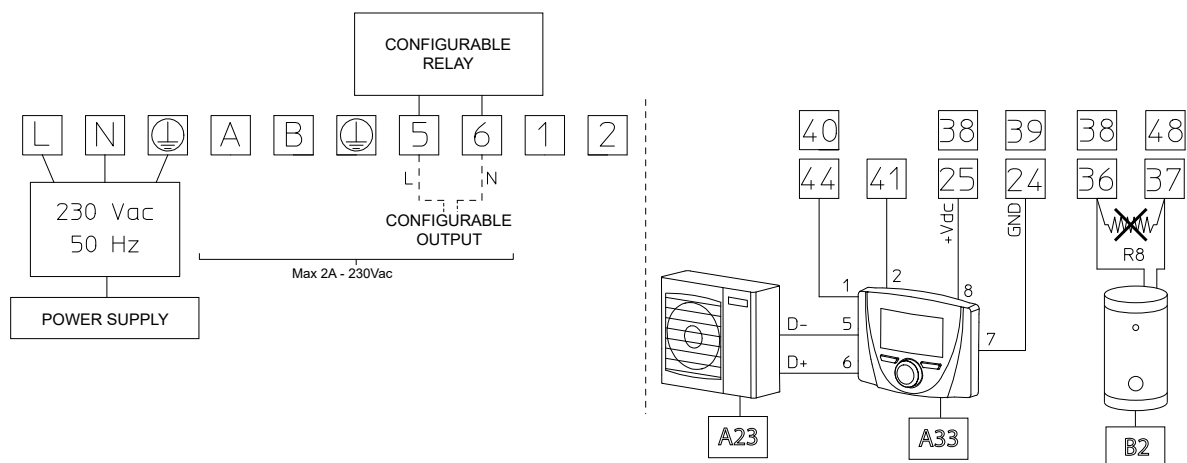 CONFIGURABLE
RELAY
L N A B 5 6 1 2
L N
CONFIGURABLE
OUTPUT
230 Vac
50 Hz
Max 2A - 230Vac
POWER SUPPLY
40 38 39 38 48
44 41 25 24 36 37
+Vdc
GND
R8
1 2 8
D- 5
7
D+ 6
A23 A33 B2